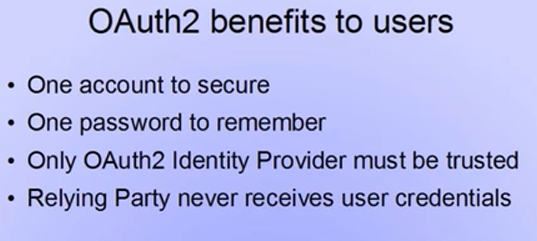 OAuth2 benefits to users
• One account to secure
• One password to remember
• Only OAuth2 Identity Provider must be trusted
• Relying Party never receives user credentials